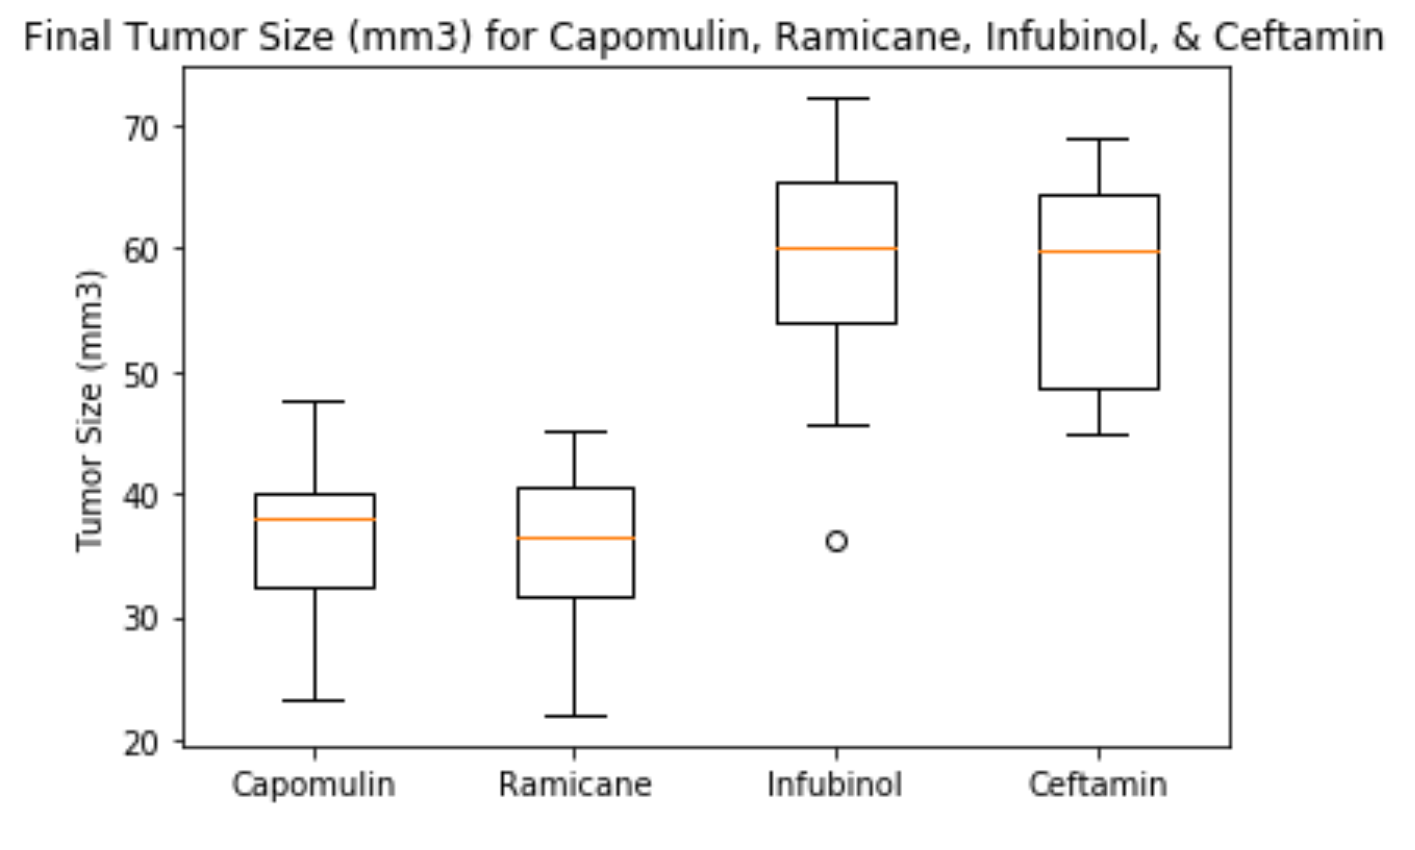 Final Tumor Size (mm3) for Capomulin, Ramicane, Infubinol, & Ceftamin
Tumor Size (mm3)
70
60
50
40
30
20
Capomulin Ramicane Infubinol Ceftamin